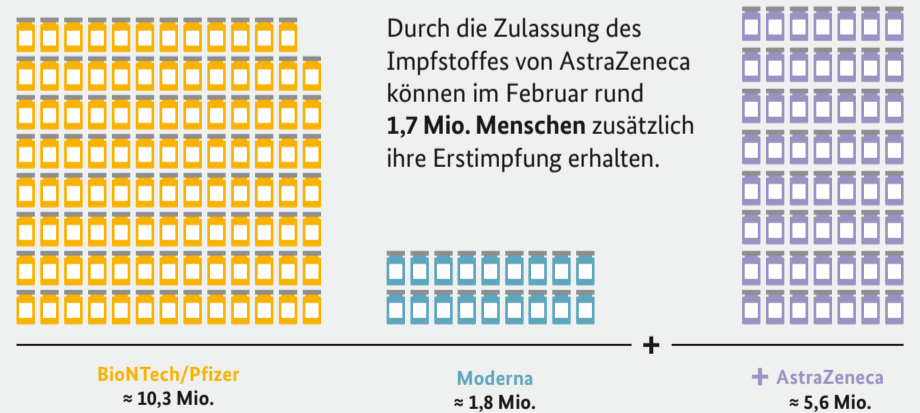 Durch die Zulassung des
Impfstoffes von AstraZeneca
können im Februar rund
1,7 Mio. Menschen zusätzlich
ihre Erstimpfung erhalten.
+
BioNTech/Pfizer
≈ 10,3 Mio.
Moderna
≈ 1,8 Mio.
+ AstraZeneca
≈ 5,6 Mio.